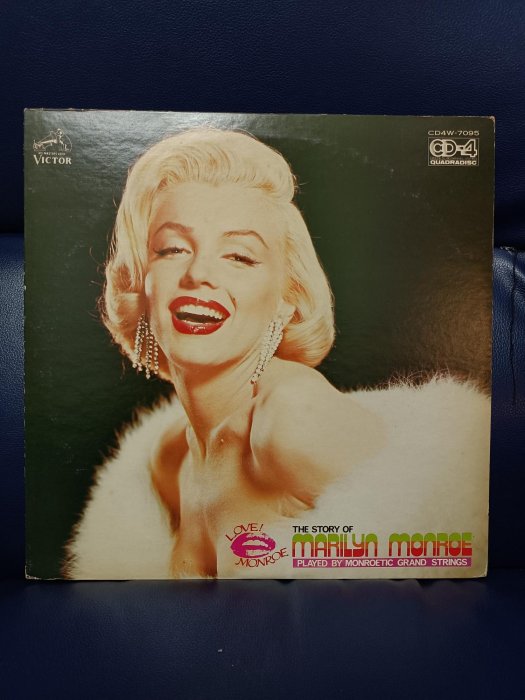 CD4W-7095
VICTOR
CD-4
QUADRADISC
LOVE!
MONROE
THE STORY OF
MARILYN MONROE
PLAYED BY MONROETIC GRAND STRINGS